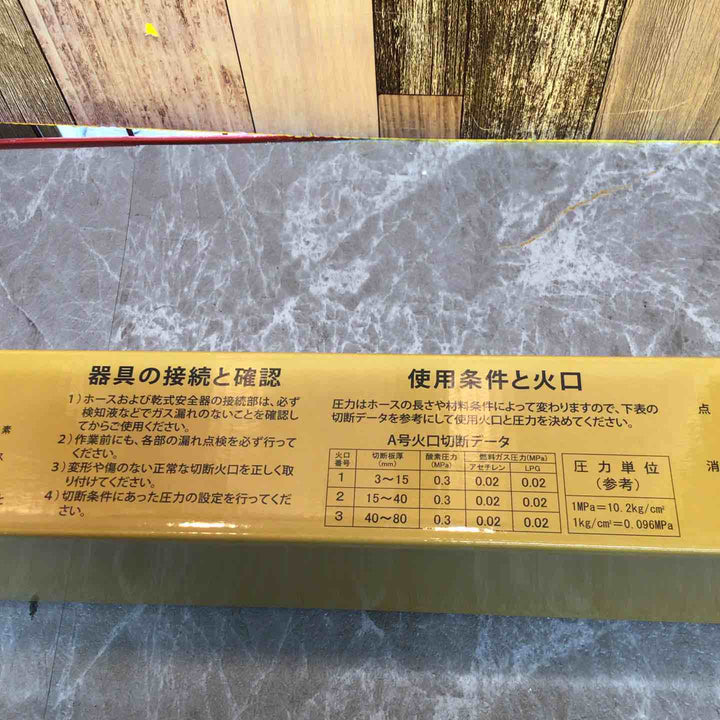 器具の接続と確認
1)ホースおよび乾式安全器の接続部は、必ず
検知液などでガス漏れのないことを確認し
てからご使用ください。
2)作業前にも、各部の漏れ点検を必ず行って
ください。
3)変形や傷のない正常な切断火口を正しく取
り付けてください。
4)切断条件にあった圧力の設定を行ってくだ
さい。
使用条件と火口
圧力はホースの長さや材料条件によって変わりますので、下表の
切断データを参考にして使用火口と圧力を決めてください。
A号火口切断データ
火口番号 切断板厚(mm) 酸素圧力(MPa) 燃料ガス圧力(MPa)
アセチレン LPG
1 3～15 0.3 0.02 0.02
2 15～40 0.3 0.02 0.02
3 40～80 0.3 0.02 0.02
圧力単位
(参考)
1MPa=10.2kg/cm²
1kg/cm²=0.096MPa
素
点
消